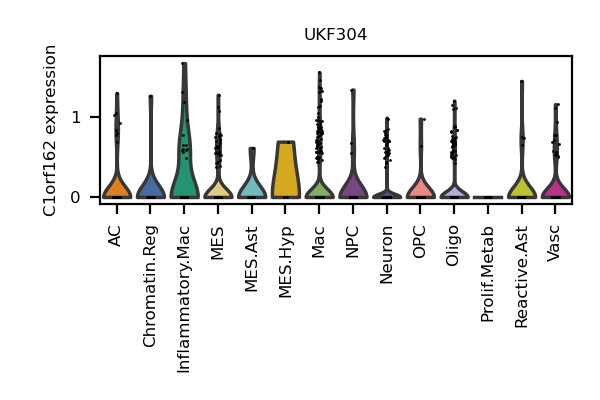 UKF304
C1orf162 expression
1
0
AC
Chromatin.Reg
Inflammatory.Mac
MES
MES.Ast
MES.Hyp
Mac
NPC
Neuron
OPC
Oligo
Prolif.Metab
Reactive.Ast
Vasc